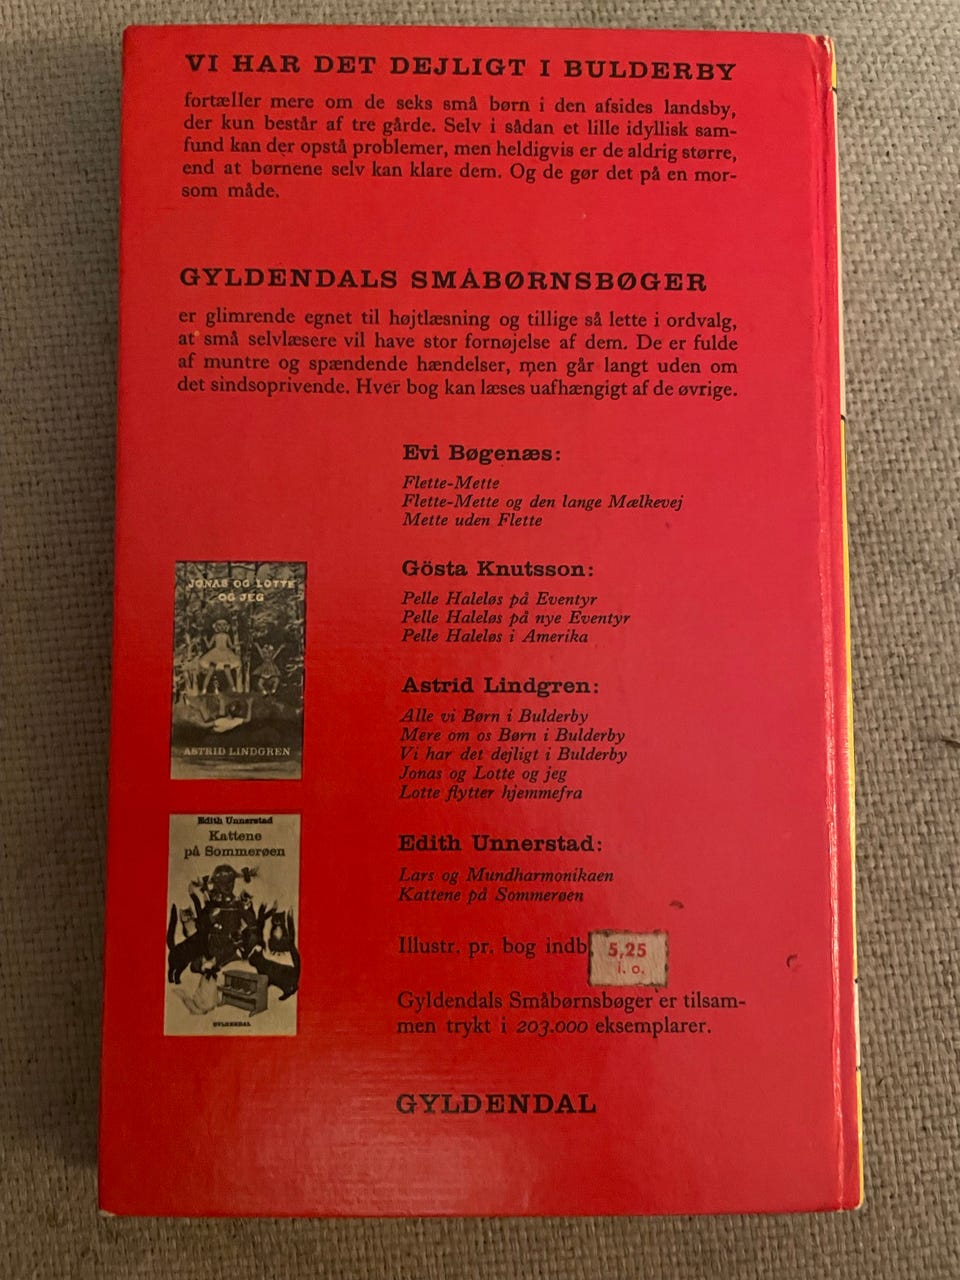 VI HAR DET DEJLIGT I BULDERBY
fortæller mere om de seks små børn i den afsides landsby,
der kun består af tre gårde. Selv i sådan et lille idyllisk sam-
fund kan der opstå problemer, men heldigvis er de aldrig større,
end at børnene selv kan klare dem. Og de gør det på en mor-
som måde.
GYLDENDALS SMÅBØRNSBØGER
er glimrende egnet til højtlæsning og tillige så lette i ordvalg,
at små selvlæsere vil have stor fornøjelse af dem. De er fulde
af muntre og spændende hændelser, men går langt uden om
det sindsoprivende. Hver bog kan læses uafhængigt af de øvrige.
Evi Bøgenæs:
Flette-Mette
Flette-Mette og den lange Mælkevej
Mette uden Flette
Gösta Knutsson:
Pelle Haleløs på Eventyr
Pelle Haleløs på nye Eventyr
Pelle Haleløs i Amerika
Astrid Lindgren:
Alle vi Børn i Bulderby
Mere om os Børn i Bulderby
Vi har det dejligt i Bulderby
Jonas og Lotte og jeg
Lotte flytter hjemmefra
Edith Unnerstad:
Lars og Mundharmonikaen
Kattene på Sommerøen
Illustr. pr. bog indb.
5,25
i. o.
Gyldendals Småbørnsbøger er tilsam-
men trykt i 203.000 eksemplarer.
GYLDENDAL
JONAS OG LOTTE
OG JEG
ASTRID LINDGREN
Edith Unnerstad
Kattene
på Sommerøen
GYLDENDAL